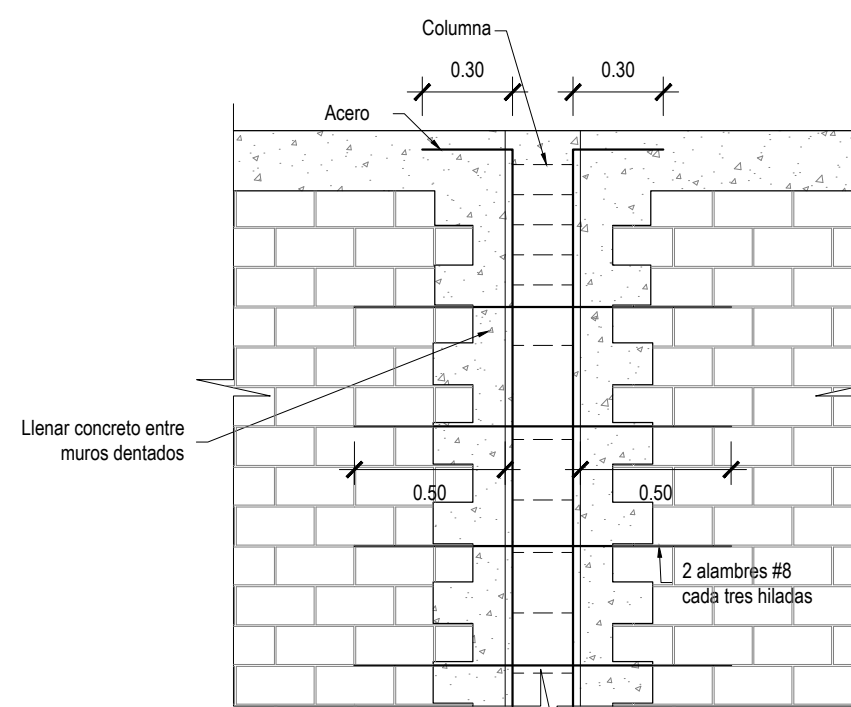 Columna
0.30
0.30
Acero
Llenar concreto entre
muros dentados
0.50
0.50
2 alambres #8
cada tres hiladas